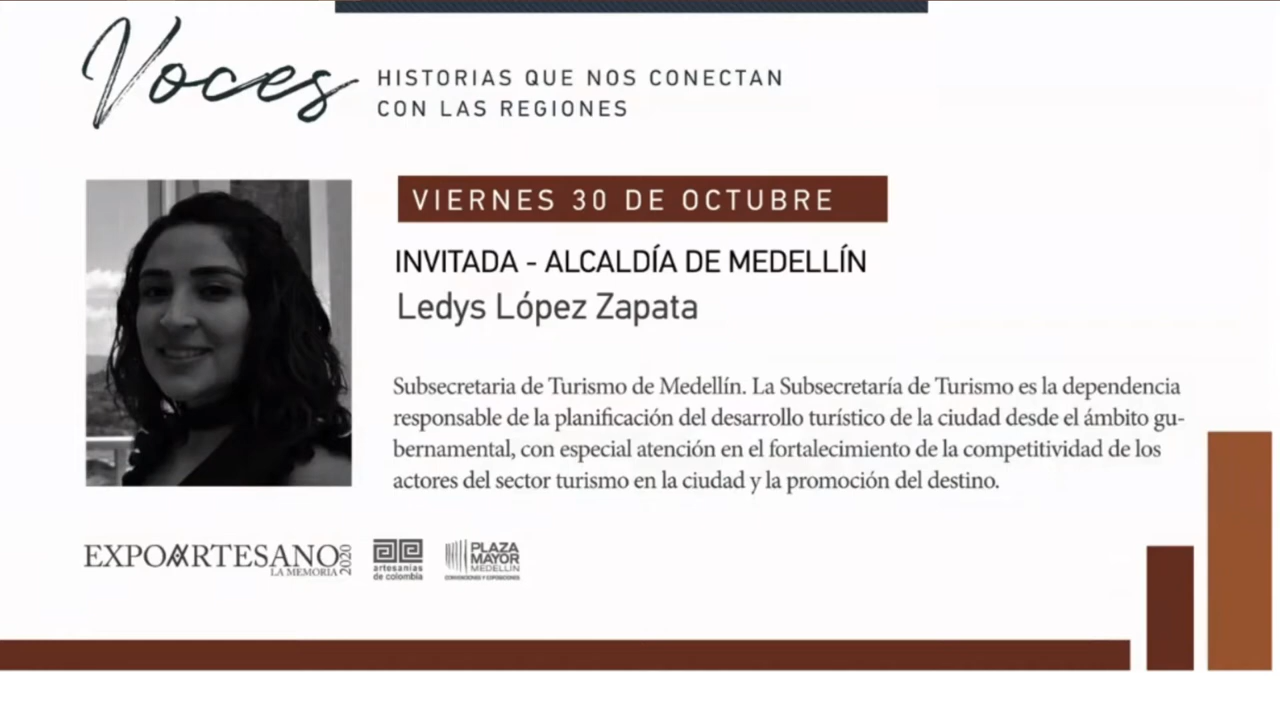 Voces
HISTORIAS QUE NOS CONECTAN
CON LAS REGIONES
VIERNES 30 DE OCTUBRE
INVITADA - ALCALDÍA DE MEDELLÍN
Ledys López Zapata
Subsecretaria de Turismo de Medellín. La Subsecretaría de Turismo es la dependencia
responsable de la planificación del desarrollo turístico de la ciudad desde el ámbito gu-
bernamental, con especial atención en el fortalecimiento de la competitividad de los
actores del sector turismo en la ciudad y la promoción del destino.
EXPOARTESANO
LA MEMORIA
2020
artesanías
de colombia
PLAZA
MAYOR
MEDELLÍN
CONVENCIONES Y EXPOSICIONES